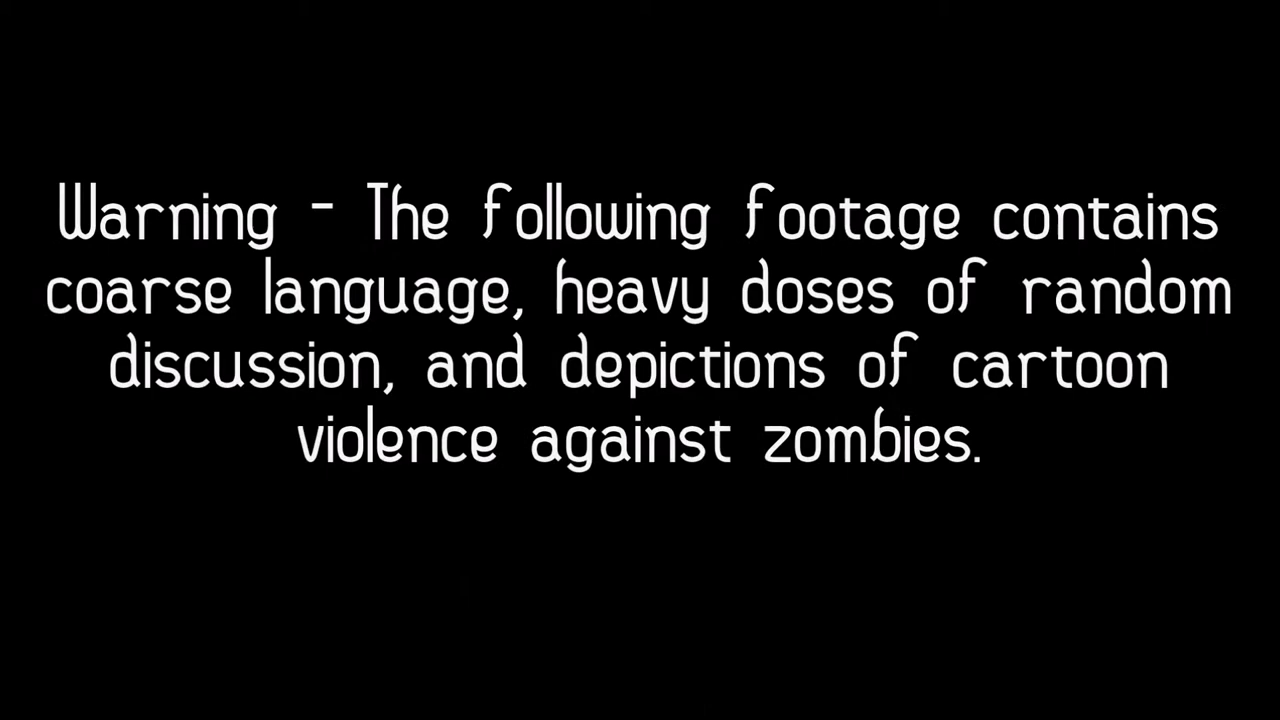 Warning - The following footage contains
coarse language, heavy doses of random
discussion, and depictions of cartoon
violence against zombies.